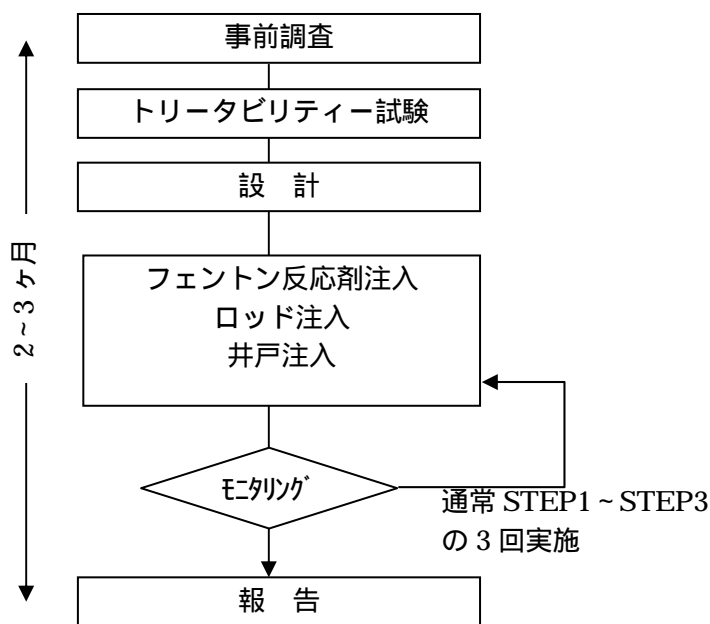 事前調査
トリータビリティー試験
設　計
2～3ヶ月
フェントン反応剤注入
ロッド注入
井戸注入
ﾓﾆﾀﾘﾝｸﾞ
通常 STEP1～STEP3
の 3 回実施
報　告